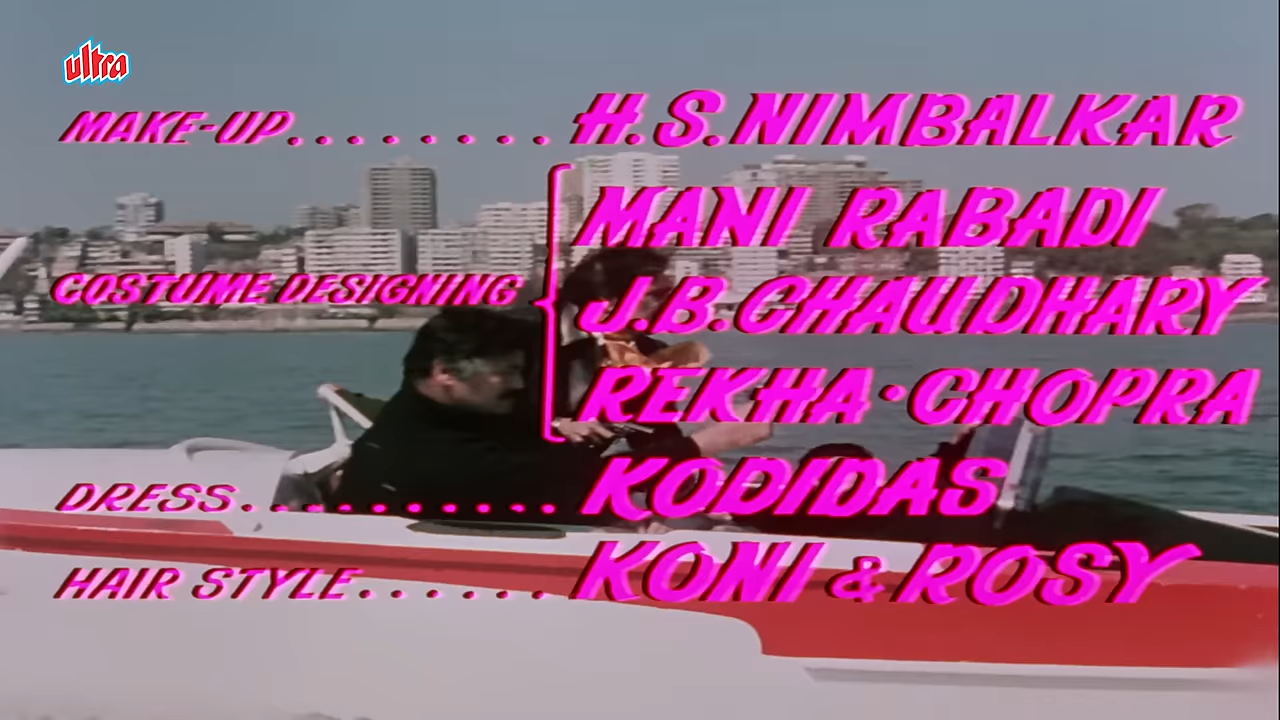 ultra
MAKE-UP........ H.S.NIMBALKAR
MANI RABADI
COSTUME DESIGNING J.B.CHAUDHARY
REKHA·CHOPRA
DRESS.......... KODIDAS
HAIR STYLE...... KONI & ROSY